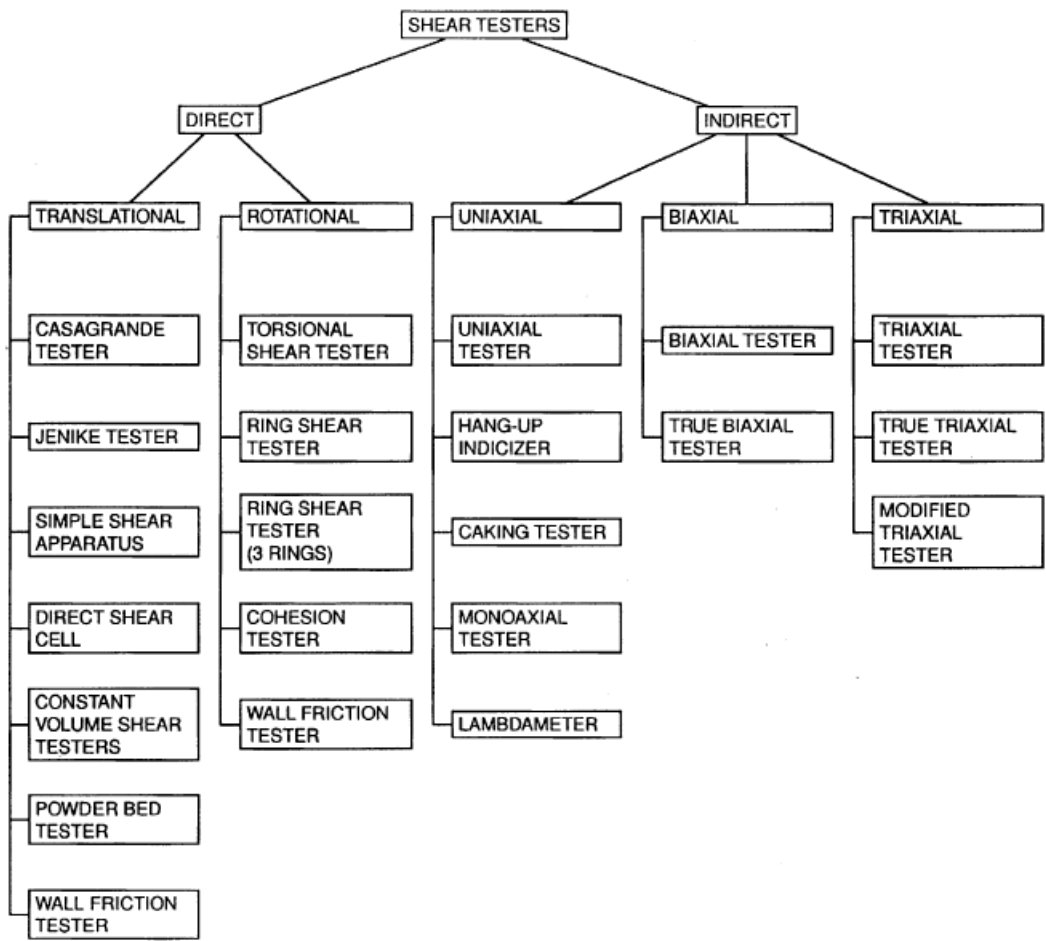 SHEAR TESTERS
DIRECT
INDIRECT
TRANSLATIONAL
ROTATIONAL
UNIAXIAL
BIAXIAL
TRIAXIAL
CASAGRANDE
TESTER
JENIKE TESTER
SIMPLE SHEAR
APPARATUS
DIRECT SHEAR
CELL
CONSTANT
VOLUME SHEAR
TESTERS
POWDER BED
TESTER
WALL FRICTION
TESTER
TORSIONAL
SHEAR TESTER
RING SHEAR
TESTER
RING SHEAR
TESTER
(3 RINGS)
COHESION
TESTER
WALL FRICTION
TESTER
UNIAXIAL
TESTER
HANG-UP
INDICIZER
CAKING TESTER
MONOAXIAL
TESTER
LAMBDAMETER
BIAXIAL TESTER
TRUE BIAXIAL
TESTER
TRIAXIAL
TESTER
TRUE TRIAXIAL
TESTER
MODIFIED
TRIAXIAL
TESTER